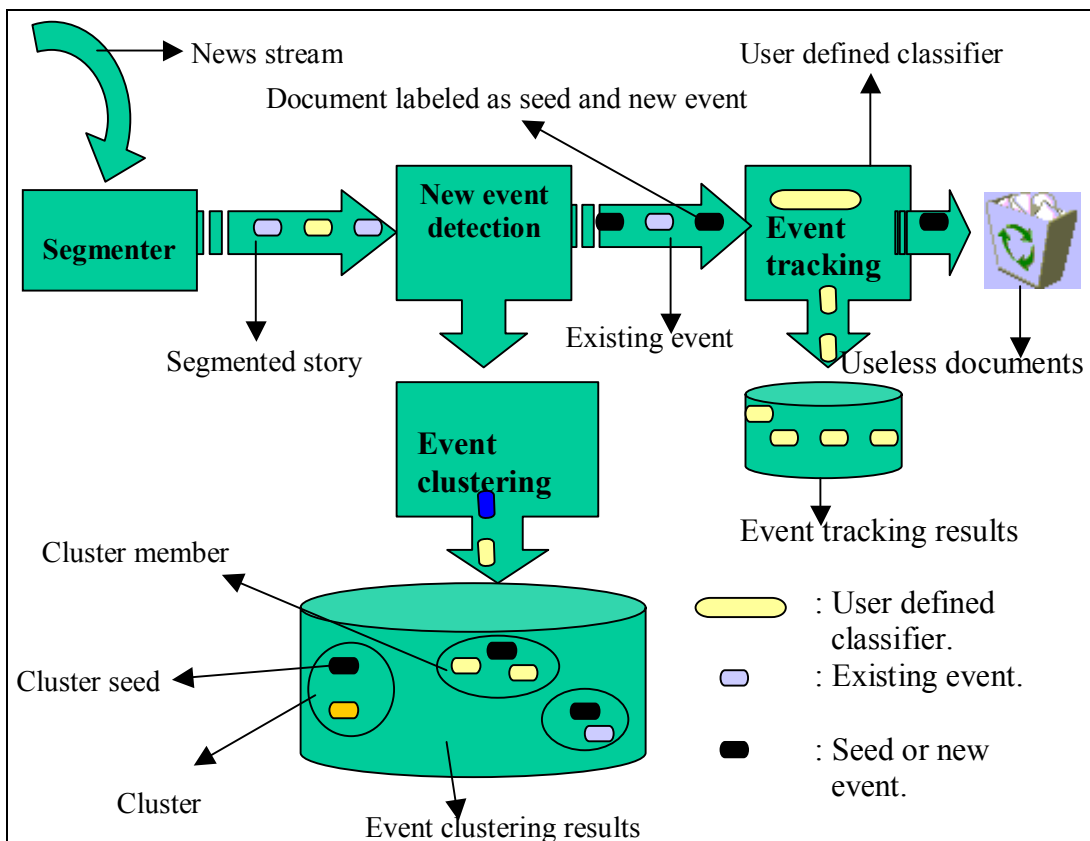 News stream
User defined classifier
Document labeled as seed and new event
Segmenter
New event
detection
Event
tracking
Segmented story
Existing event
Useless documents
Event
clustering
Event tracking results
Cluster member
Cluster seed
Cluster
Event clustering results
: User defined
classifier.
: Existing event.
: Seed or new
event.